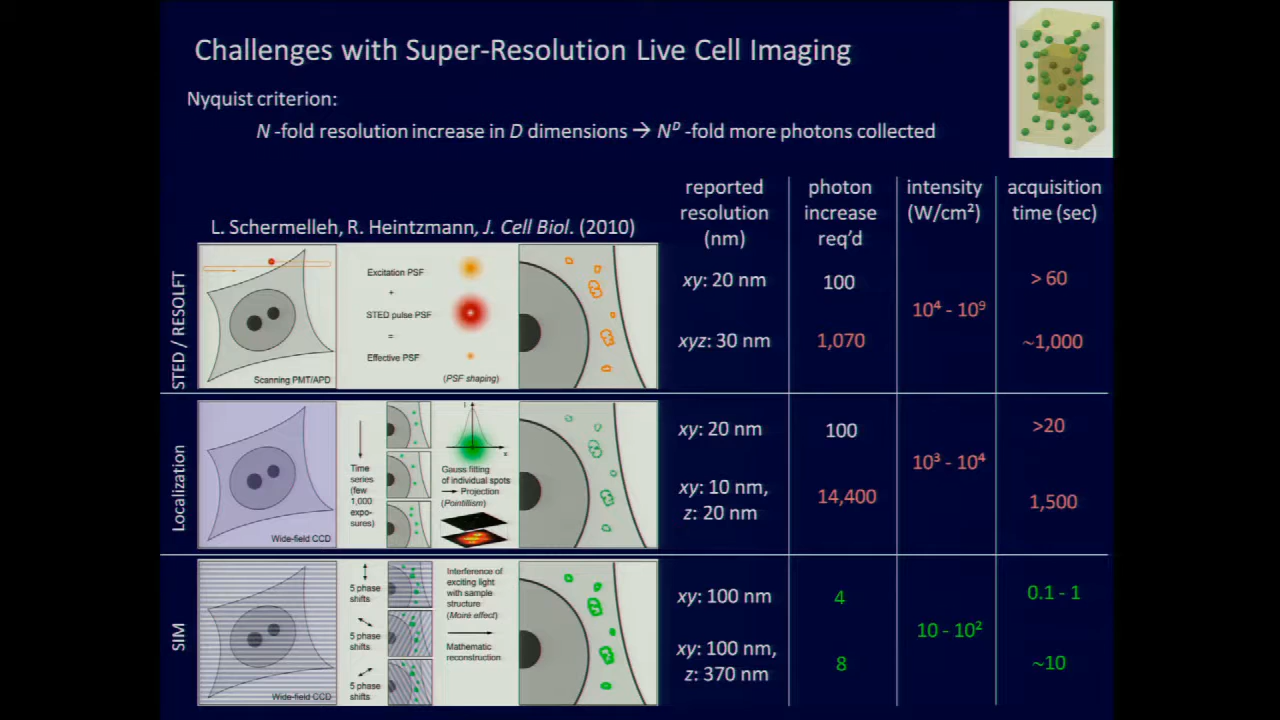 Challenges with Super-Resolution Live Cell Imaging
Nyquist criterion:
N -fold resolution increase in D dimensions → Nᴰ -fold more photons collected
L. Schermelleh, R. Heintzmann, J. Cell Biol. (2010)
reported
resolution
(nm)
photon
increase
req'd
intensity
(W/cm²)
acquisition
time (sec)
STED / RESOLFT
Scanning PMT/APD
Excitation PSF
+
STED pulse PSF
=
Effective PSF
(PSF shaping)
xy: 20 nm
100
10⁴ - 10⁹
> 60
xyz: 30 nm
1,070
~1,000
Localization
Wide-field CCD
Time
series
(few
1,000
expo-
sures)
I
x
Gauss fitting
of individual spots
→ Projection
(Pointillism)
xy: 20 nm
100
10³ - 10⁴
>20
xy: 10 nm,
z: 20 nm
14,400
1,500
SIM
Wide-field CCD
5 phase
shifts
5 phase
shifts
5 phase
shifts
Interference of
exciting light
with sample
structure
(Moire effect)
Mathematic
reconstruction
xy: 100 nm
4
10 - 10²
0.1 - 1
xy: 100 nm,
z: 370 nm
8
~10